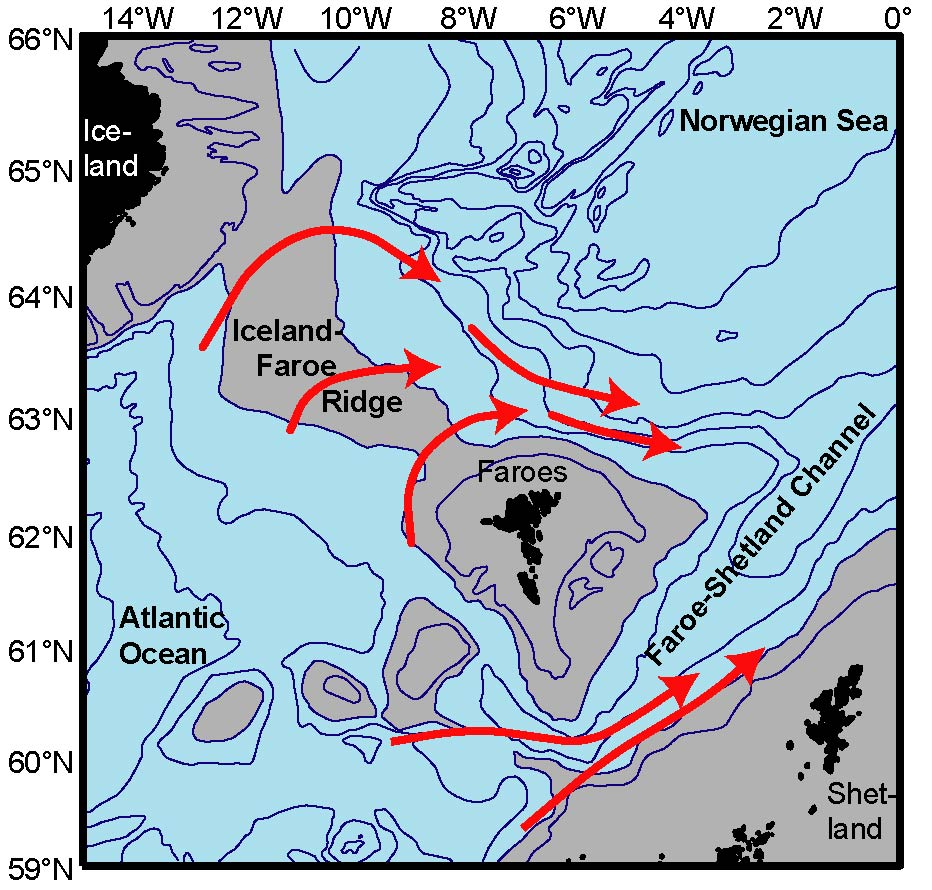 14°W 12°W 10°W 8°W 6°W 4°W 2°W 0°
66°N
Norwegian Sea
Ice-
land
65°N
64°N
Iceland-
Faroe
Ridge
63°N
Faroes
62°N
Faroe-Shetland Channel
Atlantic
Ocean
61°N
60°N
Shet-
land
59°N